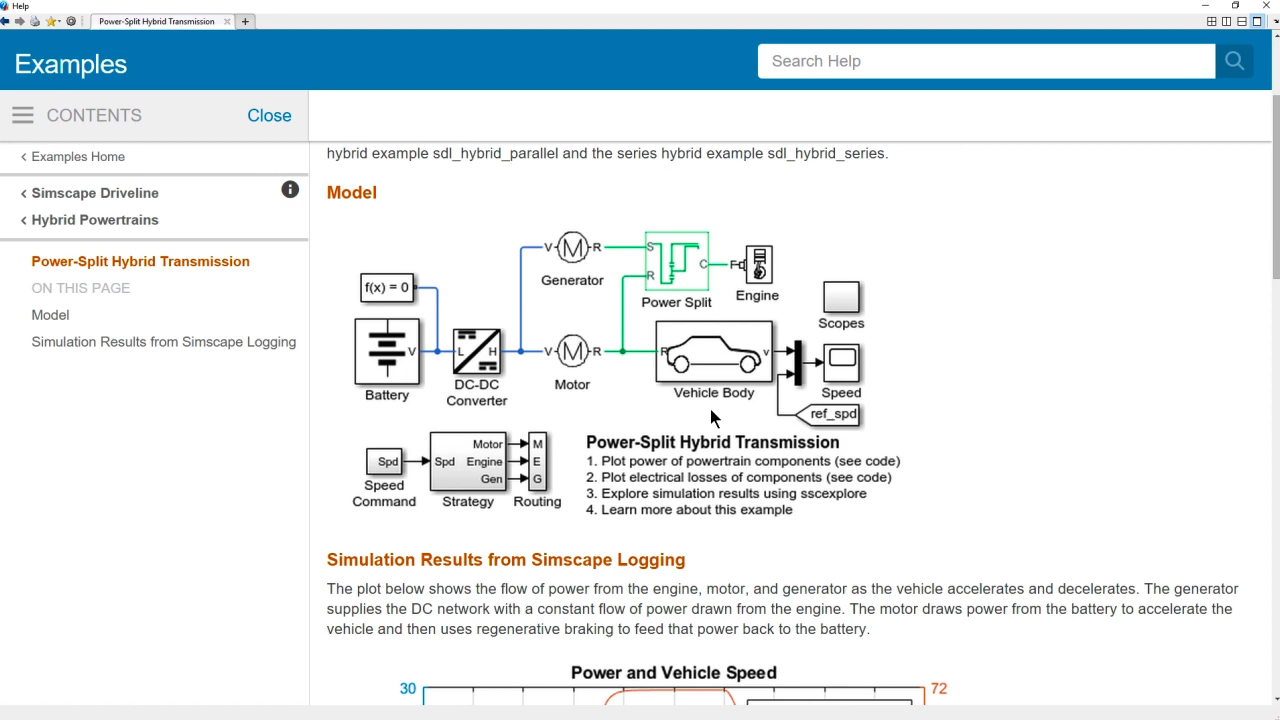 Help
Power-Split Hybrid Transmission
Examples
Search Help
CONTENTS
Close
Examples Home
Simscape Driveline
Hybrid Powertrains
Power-Split Hybrid Transmission
ON THIS PAGE
Model
Simulation Results from Simscape Logging
hybrid example sdl_hybrid_parallel and the series hybrid example sdl_hybrid_series.
Model
V M R
Generator
S
R
C
Power Split
F
Engine
f(x) = 0
Scopes
V
Battery
L H
DC-DC
Converter
V M R
Motor
R
v
Vehicle Body
Speed
ref_spd
Spd
Speed
Command
Spd
Motor
Engine
Gen
Strategy
M
E
G
Routing
Power-Split Hybrid Transmission
1. Plot power of powertrain components (see code)
2. Plot electrical losses of components (see code)
3. Explore simulation results using sscexplore
4. Learn more about this example
Simulation Results from Simscape Logging
The plot below shows the flow of power from the engine, motor, and generator as the vehicle accelerates and decelerates. The generator
supplies the DC network with a constant flow of power drawn from the engine. The motor draws power from the battery to accelerate the
vehicle and then uses regenerative braking to feed that power back to the battery.
Power and Vehicle Speed
30
72